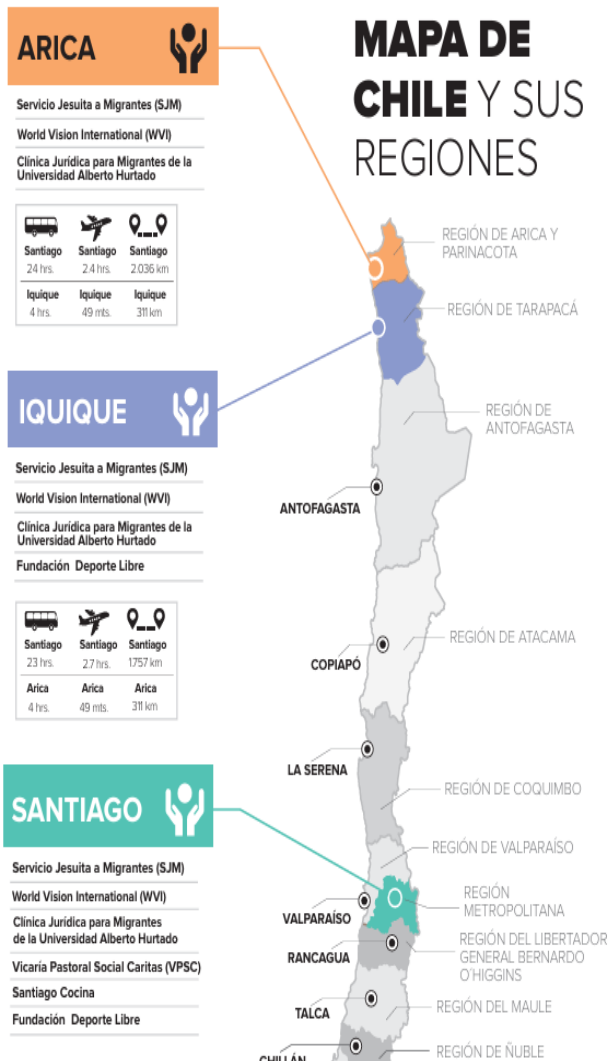 ARICA
Servicio Jesuita a Migrantes (SJM)
World Vision International (WVI)
Clínica Jurídica para Migrantes de la
Universidad Alberto Hurtado
Santiago Santiago Santiago
24 hrs. 2.4 hrs. 2.036 km
Iquique Iquique Iquique
4 hrs. 49 mts. 311 km
MAPA DE
CHILE Y SUS
REGIONES
REGIÓN DE ARICA Y
PARINACOTA
REGIÓN DE TARAPACÁ
IQUIQUE
Servicio Jesuita a Migrantes (SJM)
World Vision International (WVI)
Clínica Jurídica para Migrantes de la
Universidad Alberto Hurtado
Fundación Deporte Libre
Santiago Santiago Santiago
23 hrs. 2.7 hrs. 1757 km
Arica Arica Arica
4 hrs. 49 mts. 311 km
REGIÓN DE
ANTOFAGASTA
ANTOFAGASTA
REGIÓN DE ATACAMA
COPIAPÓ
LA SERENA
REGIÓN DE COQUIMBO
SANTIAGO
Servicio Jesuita a Migrantes (SJM)
World Vision International (WVI)
Clínica Jurídica para Migrantes
de la Universidad Alberto Hurtado
Vicaría Pastoral Social Caritas (VPSC)
Santiago Cocina
Fundación Deporte Libre
REGIÓN DE VALPARAÍSO
REGIÓN
METROPOLITANA
VALPARAÍSO
REGIÓN DEL LIBERTADOR
GENERAL BERNARDO
O´HIGGINS
RANCAGUA
REGIÓN DEL MAULE
TALCA
REGIÓN DE ÑUBLE
CHILLÁN